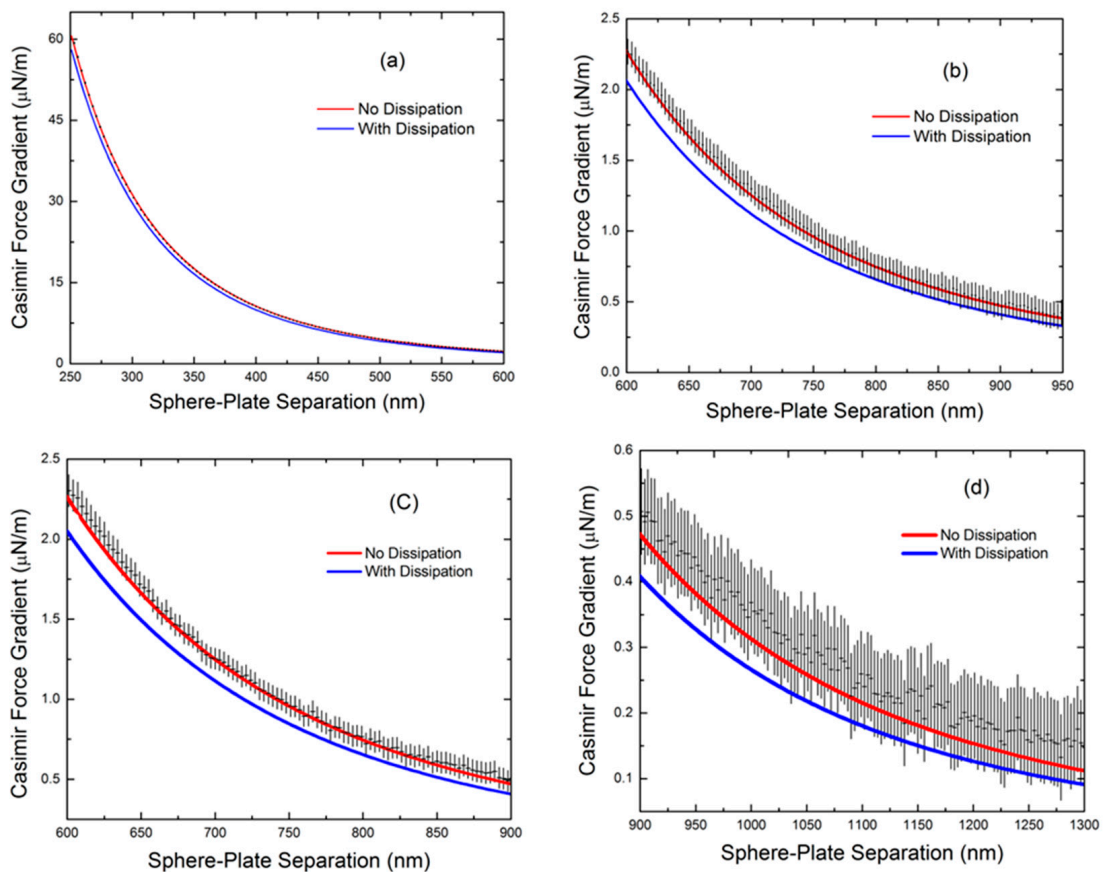 (a)
Casimir Force Gradient (μN/m)
60
45
30
15
0
No Dissipation
With Dissipation
250 300 350 400 450 500 550 600
Sphere-Plate Separation (nm)
(b)
Casimir Force Gradient (μN/m)
2.5
2.0
1.5
1.0
0.5
0.0
No Dissipation
With Dissipation
600 650 700 750 800 850 900 950
Sphere-Plate Separation (nm)
(C)
Casimir Force Gradient (μN/m)
2.5
2.0
1.5
1.0
0.5
No Dissipation
With Dissipation
600 650 700 750 800 850 900
Sphere-Plate Separation (nm)
(d)
Casimir Force Gradient (μN/m)
0.6
0.5
0.4
0.3
0.2
0.1
No Dissipation
With Dissipation
900 950 1000 1050 1100 1150 1200 1250 1300
Sphere-Plate Separation (nm)